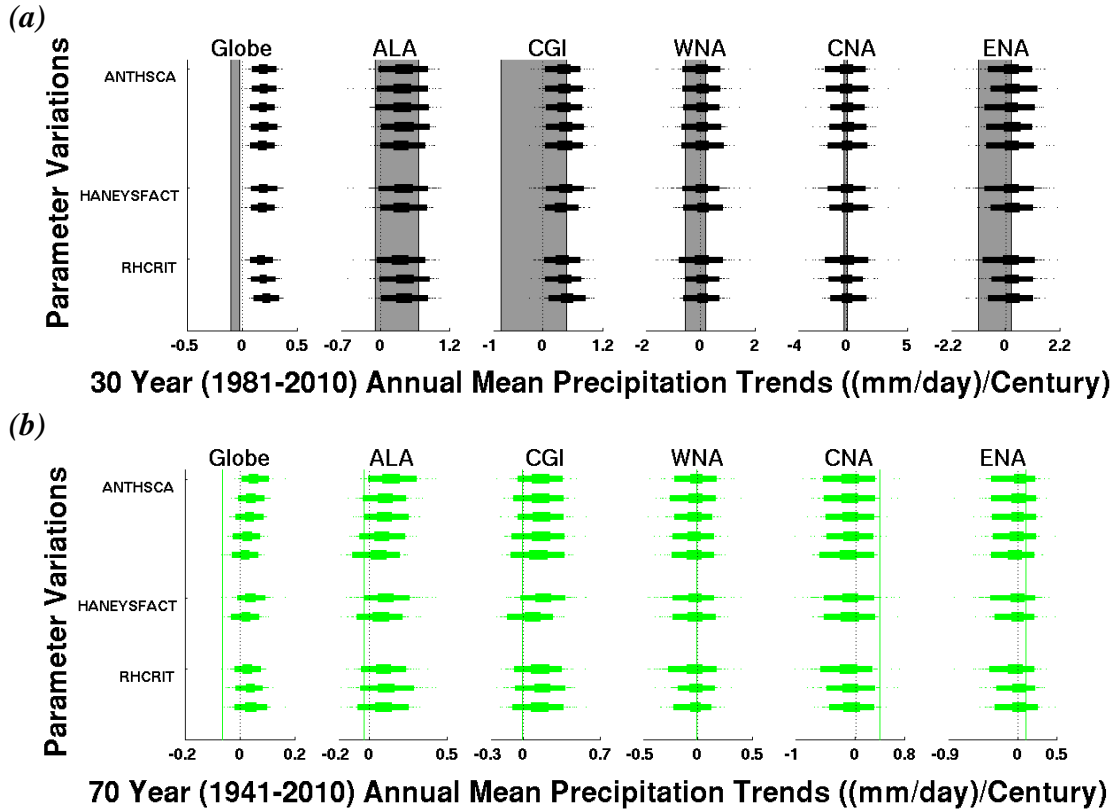 (a)
Globe ALA CGI WNA CNA ENA
Parameter Variations
ANTHSCA
HANEYSFACT
RHCRIT
-0.5 0 0.5 -0.7 0 1.2 -1 0 1.2 -2 0 2 -4 0 5 -2.2 0 2.2
30 Year (1981-2010) Annual Mean Precipitation Trends ((mm/day)/Century)
(b)
Globe ALA CGI WNA CNA ENA
Parameter Variations
ANTHSCA
HANEYSFACT
RHCRIT
-0.2 0 0.2 -0.2 0 0.5 -0.3 0 0.7 -0.5 0 0.5 -1 0 0.8 -0.9 0 0.5
70 Year (1941-2010) Annual Mean Precipitation Trends ((mm/day)/Century)